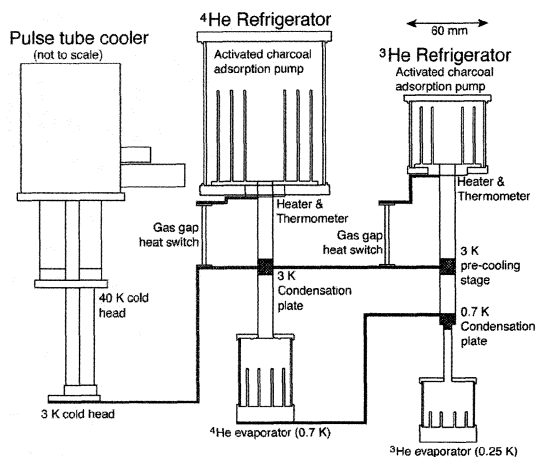 Pulse tube cooler
(not to scale)
40 K cold
head
3 K cold head
⁴He Refrigerator
Activated charcoal
adsorption pump
Heater &
Thermometer
Gas gap
heat switch
3 K
Condensation
plate
⁴He evaporator (0.7 K)
60 mm
³He Refrigerator
Activated charcoal
adsorption pump
Heater &
Thermometer
Gas gap
heat switch
3 K
pre-cooling
stage
0.7 K
Condensation
plate
³He evaporator (0.25 K)